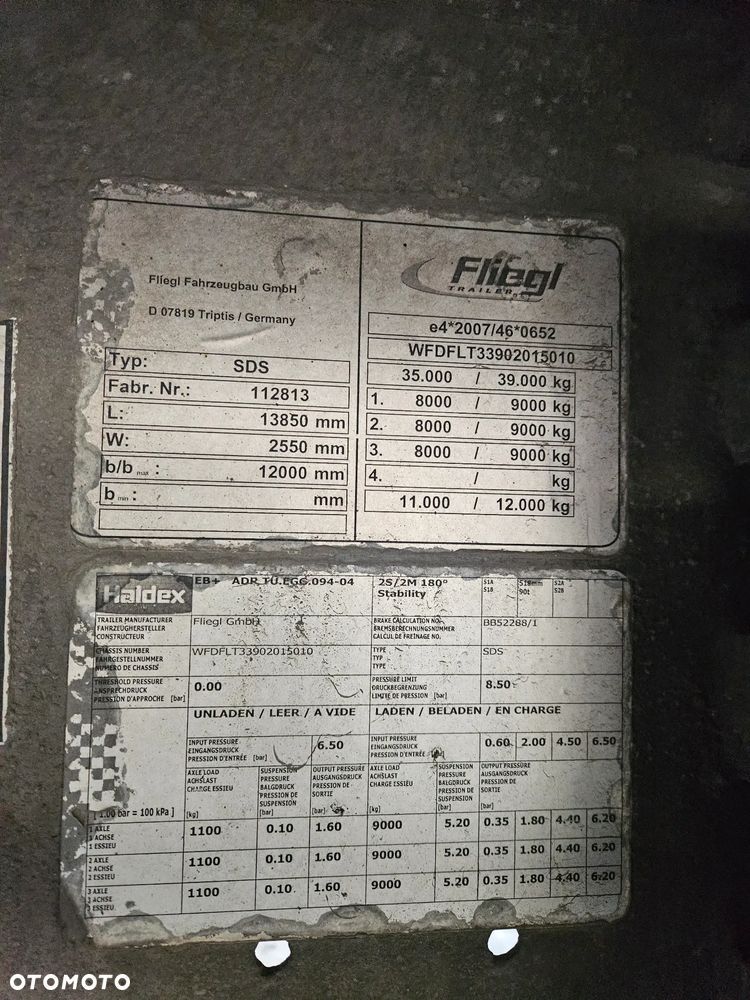 Fliegl Fahrzeugbau GmbH
D 07819 Triptis / Germany
Typ: SDS
Fabr. Nr.: 112813
L: 13850 mm
W: 2550 mm
b/b max : 12000 mm
b min : mm
Fliegl
TRAILER
e4*2007/46*0652
WFDFLT33902015010
35.000 / 39.000 kg
1. 8000 / 9000 kg
2. 8000 / 9000 kg
3. 8000 / 9000 kg
4. / kg
11.000 / 12.000 kg
Haldex EB+ ADR TÜ.EGG.094-04 2S/2M 180° S1A S2A
Stability S1B 90t S2B
TRAILER MANUFACTURER Fliegl GmbH BRAKE CALCULATION NO. BB52288/1
FAHRZEUGHERSTELLER BREMSBERECHNUNGSNUMMER
CONSTRUCTEUR CALCUL DE FREINAGE NO.
CHASSIS NUMBER WFDFLT33902015010 TYPE SDS
FAHRGESTELLNUMMER TYP
NUMERO DE CHASSIS TYPE
THRESHOLD PRESSURE 0.00 PRESSURE LIMIT 8.50
ANSPRECHDRUCK DRUCKBEGRENZUNG
PRESSION D'APPROCHE [bar] LIMITE DE PRESSION [bar]
UNLADEN / LEER / A VIDE LADEN / BELADEN / EN CHARGE
INPUT PRESSURE 6.50 INPUT PRESSURE 0.60 2.00 4.50 6.50
EINGANGSDRUCK EINGANGSDRUCK
PRESSION D'ENTRÉE [bar] PRESSION D'ENTRÉE [bar]
AXLE LOAD SUSPENSION OUTPUT PRESSURE AXLE LOAD SUSPENSION OUTPUT PRESSURE
ACHSLAST PRESSURE AUSGANGSDRUCK ACHSLAST PRESSURE AUSGANGSDRUCK
CHARGE ESSIEU BALGDRUCK PRESSION DE CHARGE ESSIEU BALGDRUCK PRESSION DE
PRESSION DE SORTIE PRESSION DE SORTIE
SUSPENSION SUSPENSION
[ 1.00 bar = 100 kPa ] [kg] [bar] [bar] [kg] [bar] [bar]
1 AXLE 1100 0.10 1.60 9000 5.20 0.35 1.80 4.40 6.20
1 ACHSE
1 ESSIEU
2 AXLE 1100 0.10 1.60 9000 5.20 0.35 1.80 4.40 6.20
2 ACHSE
2 ESSIEU
3 AXLE 1100 0.10 1.60 9000 5.20 0.35 1.80 4.40 6.20
3 ACHSE
3 ESSIEU
OTOMOTO